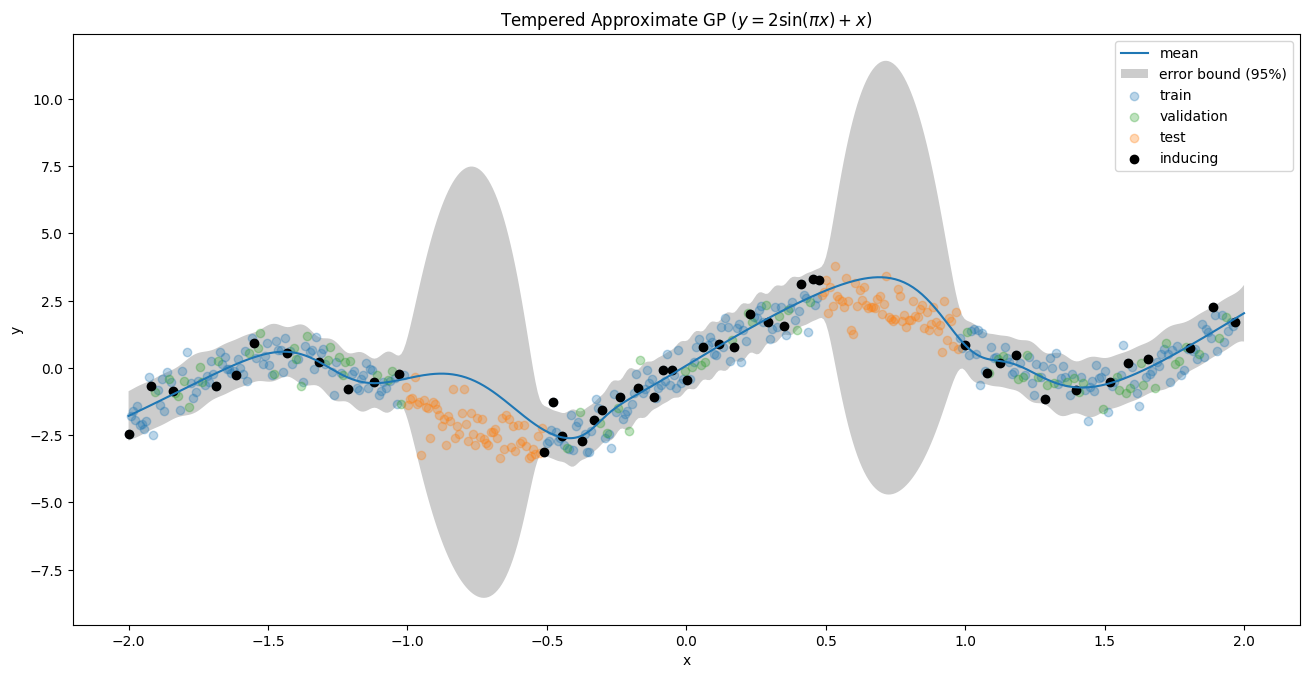 Tempered Approximate GP (y = 2sin(πx) + x)
mean
error bound (95%)
train
validation
test
inducing
10.0
7.5
5.0
2.5
0.0
−2.5
−5.0
−7.5
y
−2.0 −1.5 −1.0 −0.5 0.0 0.5 1.0 1.5 2.0
x